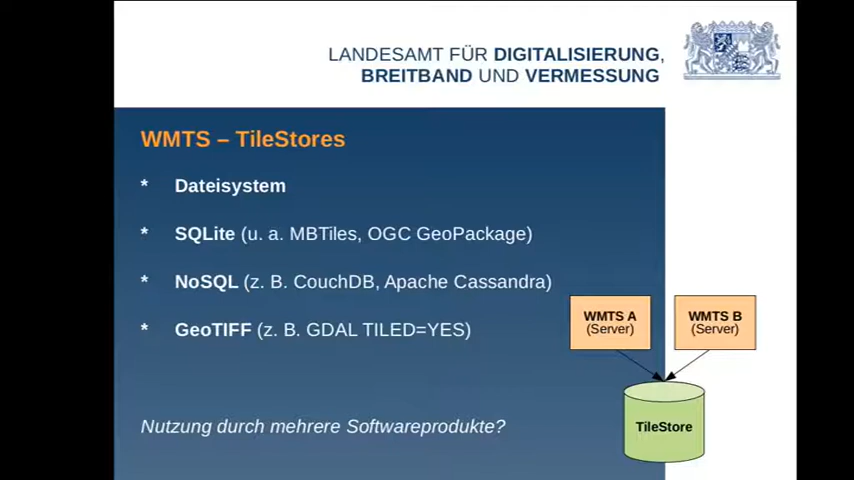 LANDESAMT FÜR DIGITALISIERUNG,
BREITBAND UND VERMESSUNG
WMTS – TileStores
* Dateisystem
* SQLite (u. a. MBTiles, OGC GeoPackage)
* NoSQL (z. B. CouchDB, Apache Cassandra)
* GeoTIFF (z. B. GDAL TILED=YES)
WMTS A
(Server)
WMTS B
(Server)
TileStore
Nutzung durch mehrere Softwareprodukte?